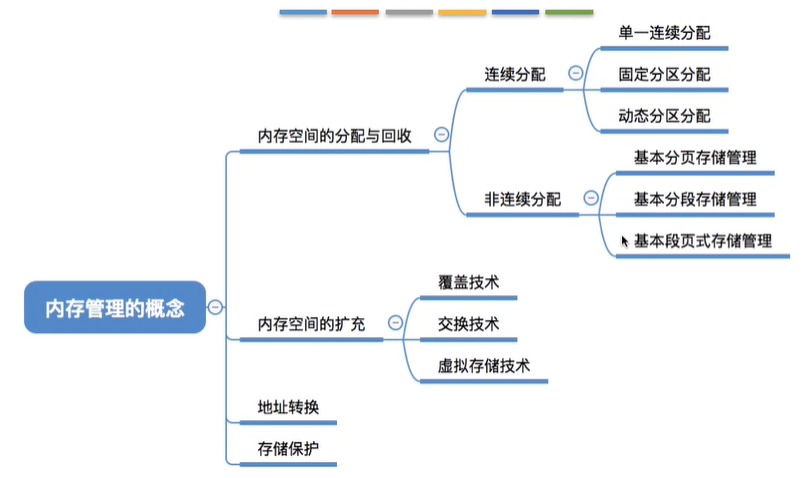 内存管理的概念
内存空间的分配与回收
连续分配
单一连续分配
固定分区分配
动态分区分配
非连续分配
基本分页存储管理
基本分段存储管理
基本段页式存储管理
内存空间的扩充
覆盖技术
交换技术
虚拟存储技术
地址转换
存储保护